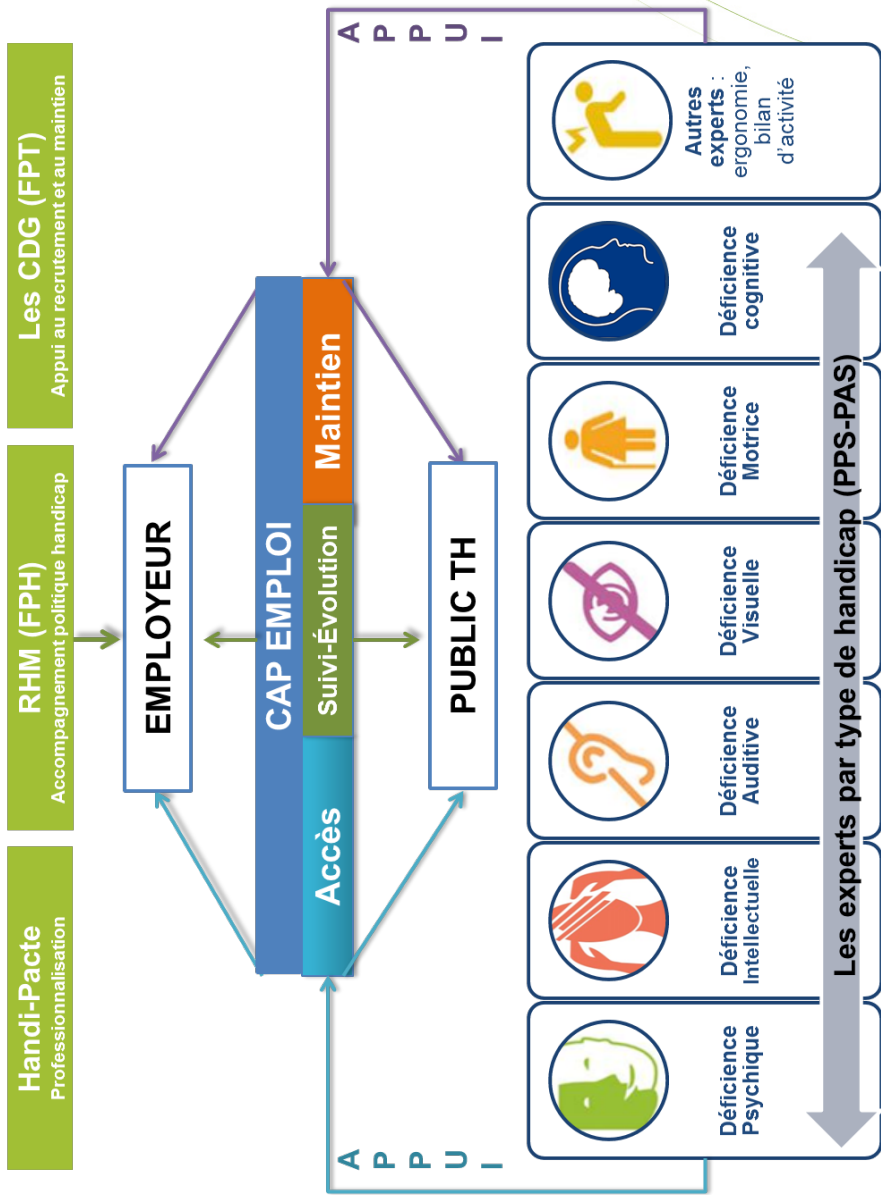 Handi-Pacte
Professionnalisation
RHM (FPH)
Accompagnement politique handicap
Les CDG (FPT)
Appui au recrutement et au maintien
EMPLOYEUR
CAP EMPLOI
Accès
Suivi-Évolution
Maintien
PUBLIC TH
APPUI
APPUI
Déficience
Psychique
Déficience
Intellectuelle
Déficience
Auditive
Déficience
Visuelle
Déficience
Motrice
Déficience
cognitive
Autres
experts :
ergonomie,
bilan
d’activité
Les experts par type de handicap (PPS-PAS)